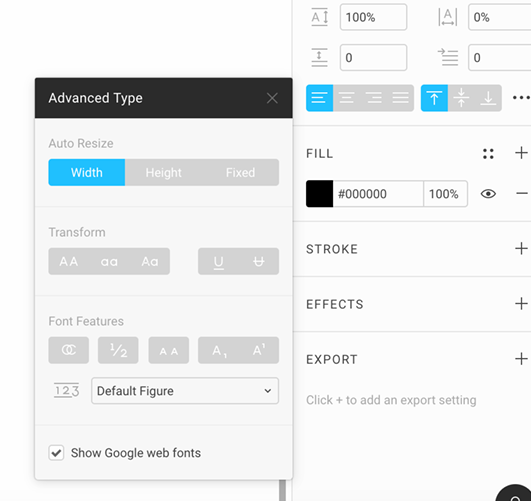 100%
0%
0
0
Advanced Type
Auto Resize
Width Height Fixed
Transform
AA aa Aa U U
Font Features
1/2 AA A, A'
123 Default Figure
Show Google web fonts
FILL
#000000 100%
STROKE
EFFECTS
EXPORT
Click + to add an export setting